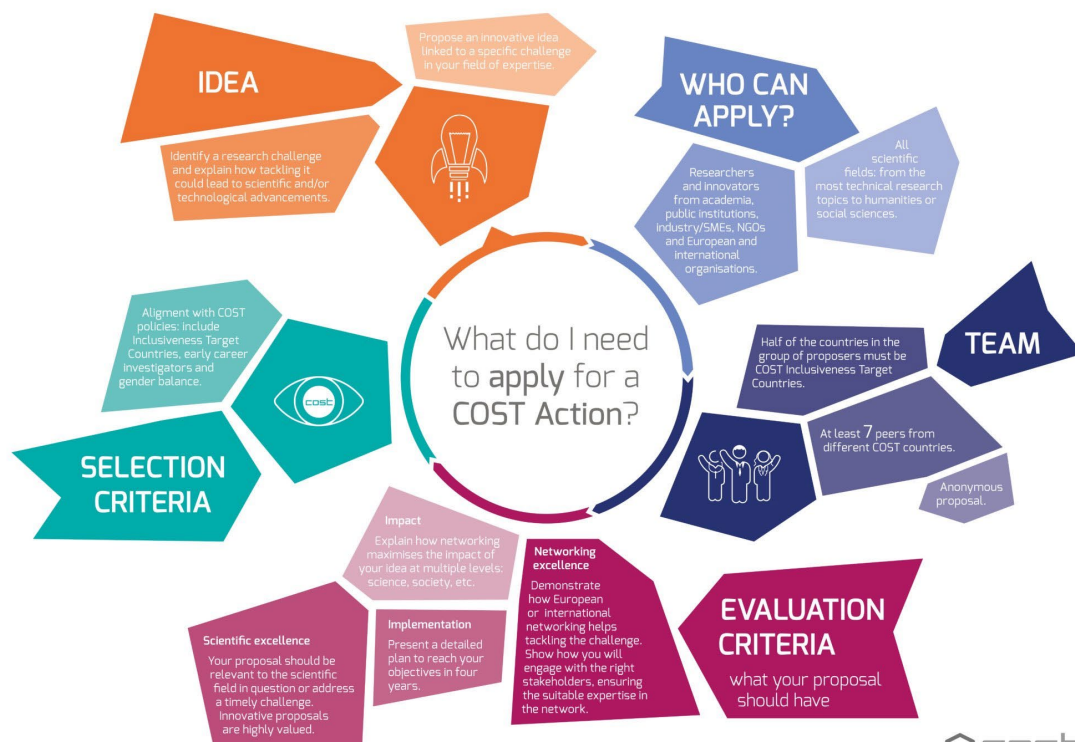 IDEA
Propose an innovative idea
linked to a specific challenge
in your field of expertise.
Identify a research challenge
and explain how tackling it
could lead to scientific and/or
technological advancements.
WHO CAN
APPLY?
Researchers
and innovators
from academia,
public institutions,
industry/SMEs, NGOs
and European and
international
organisations.
All
scientific
fields: from the
most technical research
topics to humanities or
social sciences.
What do I need
to apply for a
COST Action?
TEAM
Half of the countries in the
group of proposers must be
COST Inclusiveness Target
Countries.
At least 7 peers from
different COST countries.
Anonymous
proposal.
EVALUATION
CRITERIA
what your proposal
should have
Networking
excellence
Demonstrate
how European
or international
networking helps
tackling the challenge.
Show how you will
engage with the right
stakeholders, ensuring
the suitable expertise in
the network.
Impact
Explain how networking
maximises the impact of
your idea at multiple levels:
science, society, etc.
Implementation
Present a detailed
plan to reach your
objectives in four
years.
Scientific excellence
Your proposal should be
relevant to the scientific
field in question or address
a timely challenge.
Innovative proposals
are highly valued.
SELECTION
CRITERIA
Aligment with COST
policies: include
Inclusiveness Target
Countries, early career
investigators and
gender balance.
cost